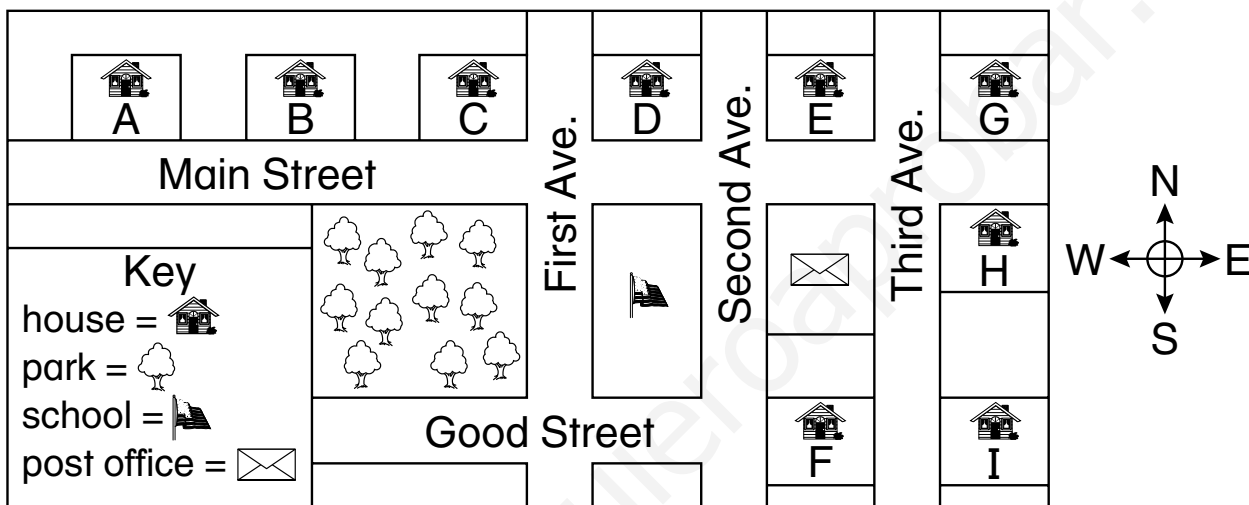 A B C D E G
Main Street
First Ave.
Second Ave.
Third Ave.
H
Key
house =
park =
school =
post office =
Good Street
F I
N
W E
S